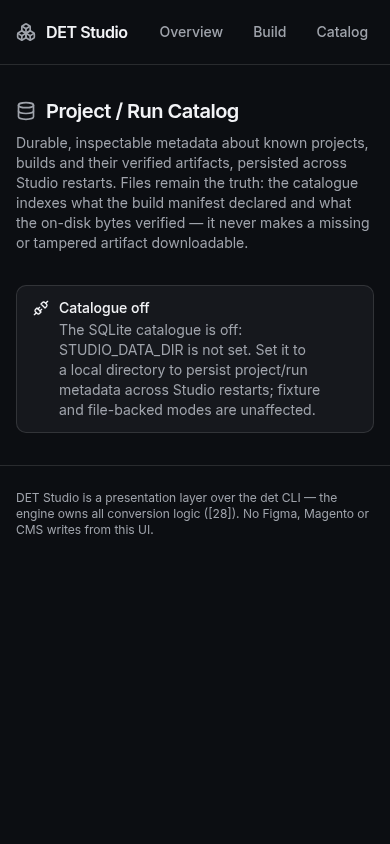 DET Studio Overview Build Catalog
Project / Run Catalog
Durable, inspectable metadata about known projects,
builds and their verified artifacts, persisted across
Studio restarts. Files remain the truth: the catalogue
indexes what the build manifest declared and what
the on-disk bytes verified — it never makes a missing
or tampered artifact downloadable.
Catalogue off
The SQLite catalogue is off:
STUDIO_DATA_DIR is not set. Set it to
a local directory to persist project/run
metadata across Studio restarts; fixture
and file-backed modes are unaffected.
DET Studio is a presentation layer over the det CLI — the
engine owns all conversion logic ([28]). No Figma, Magento or
CMS writes from this UI.